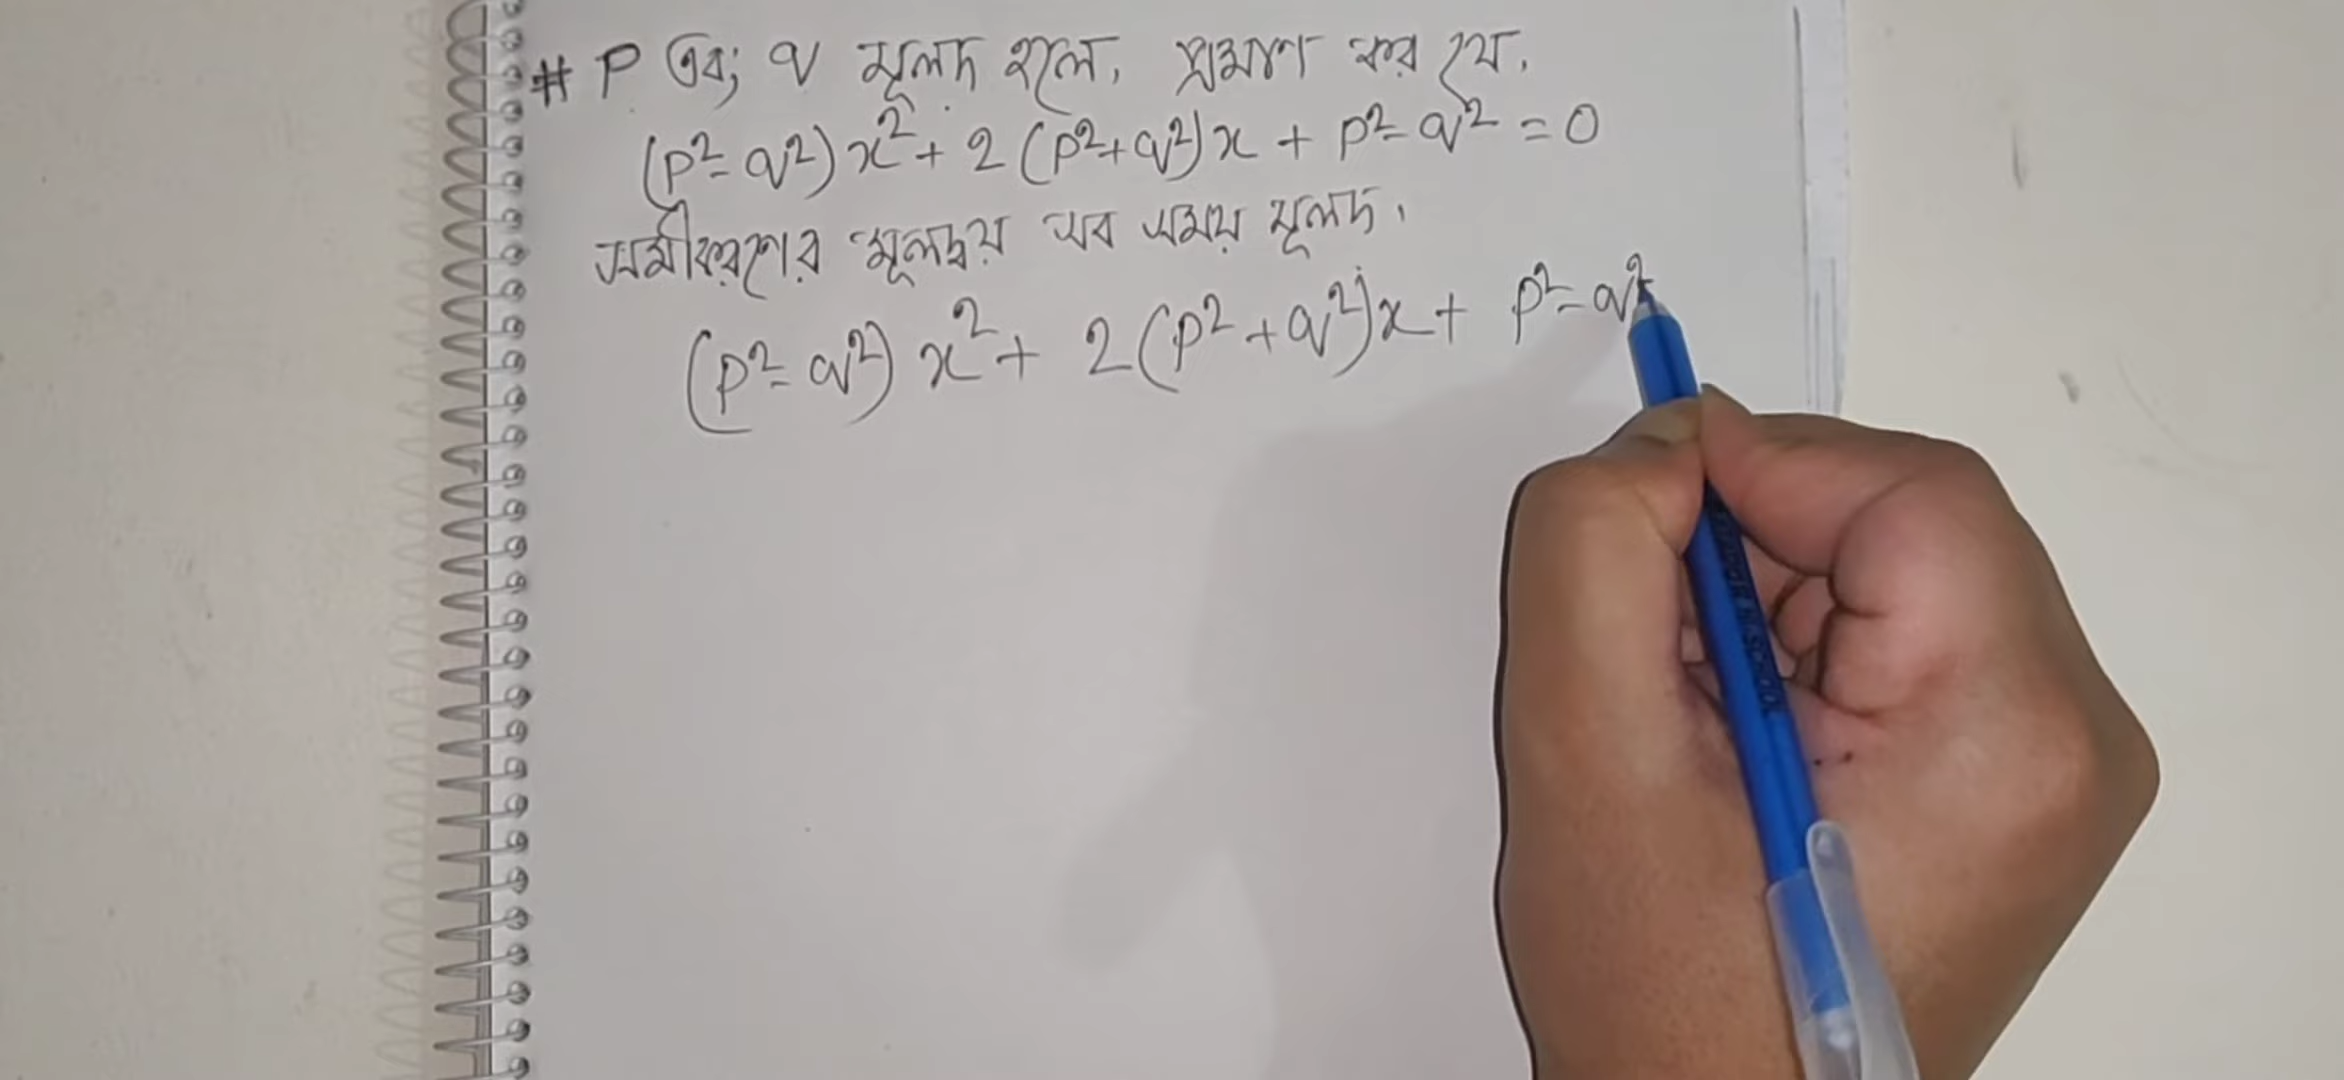 # P এবং q মূলদ হলে, প্রমাণ কর যে,
(p²-q²)x²+2(p²+q²)x+p²-q²=0
সমীকরণের মূলদ্বয় সব সময় মূলদ।
(p²-q²)x²+2(p²+q²)x+p²-q²